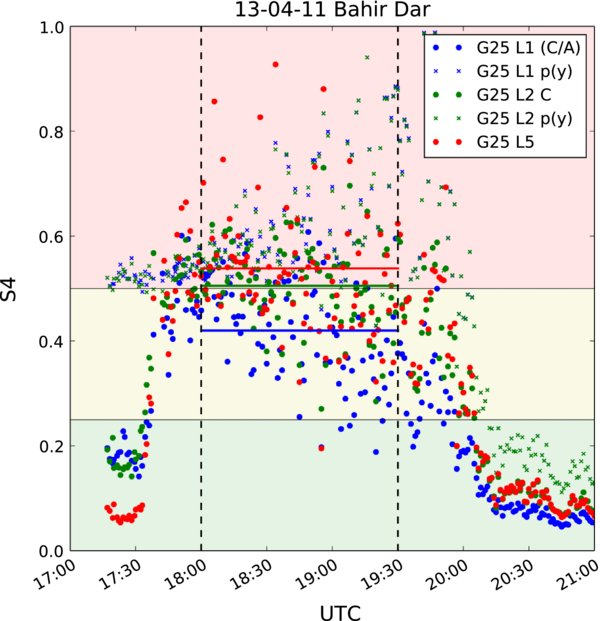 13-04-11 Bahir Dar
G25 L1 (C/A)
G25 L1 p(y)
G25 L2 C
G25 L2 p(y)
G25 L5
1.0
0.8
0.6
0.4
0.2
0.0
S4
17:00 17:30 18:00 18:30 19:00 19:30 20:00 20:30 21:00
UTC